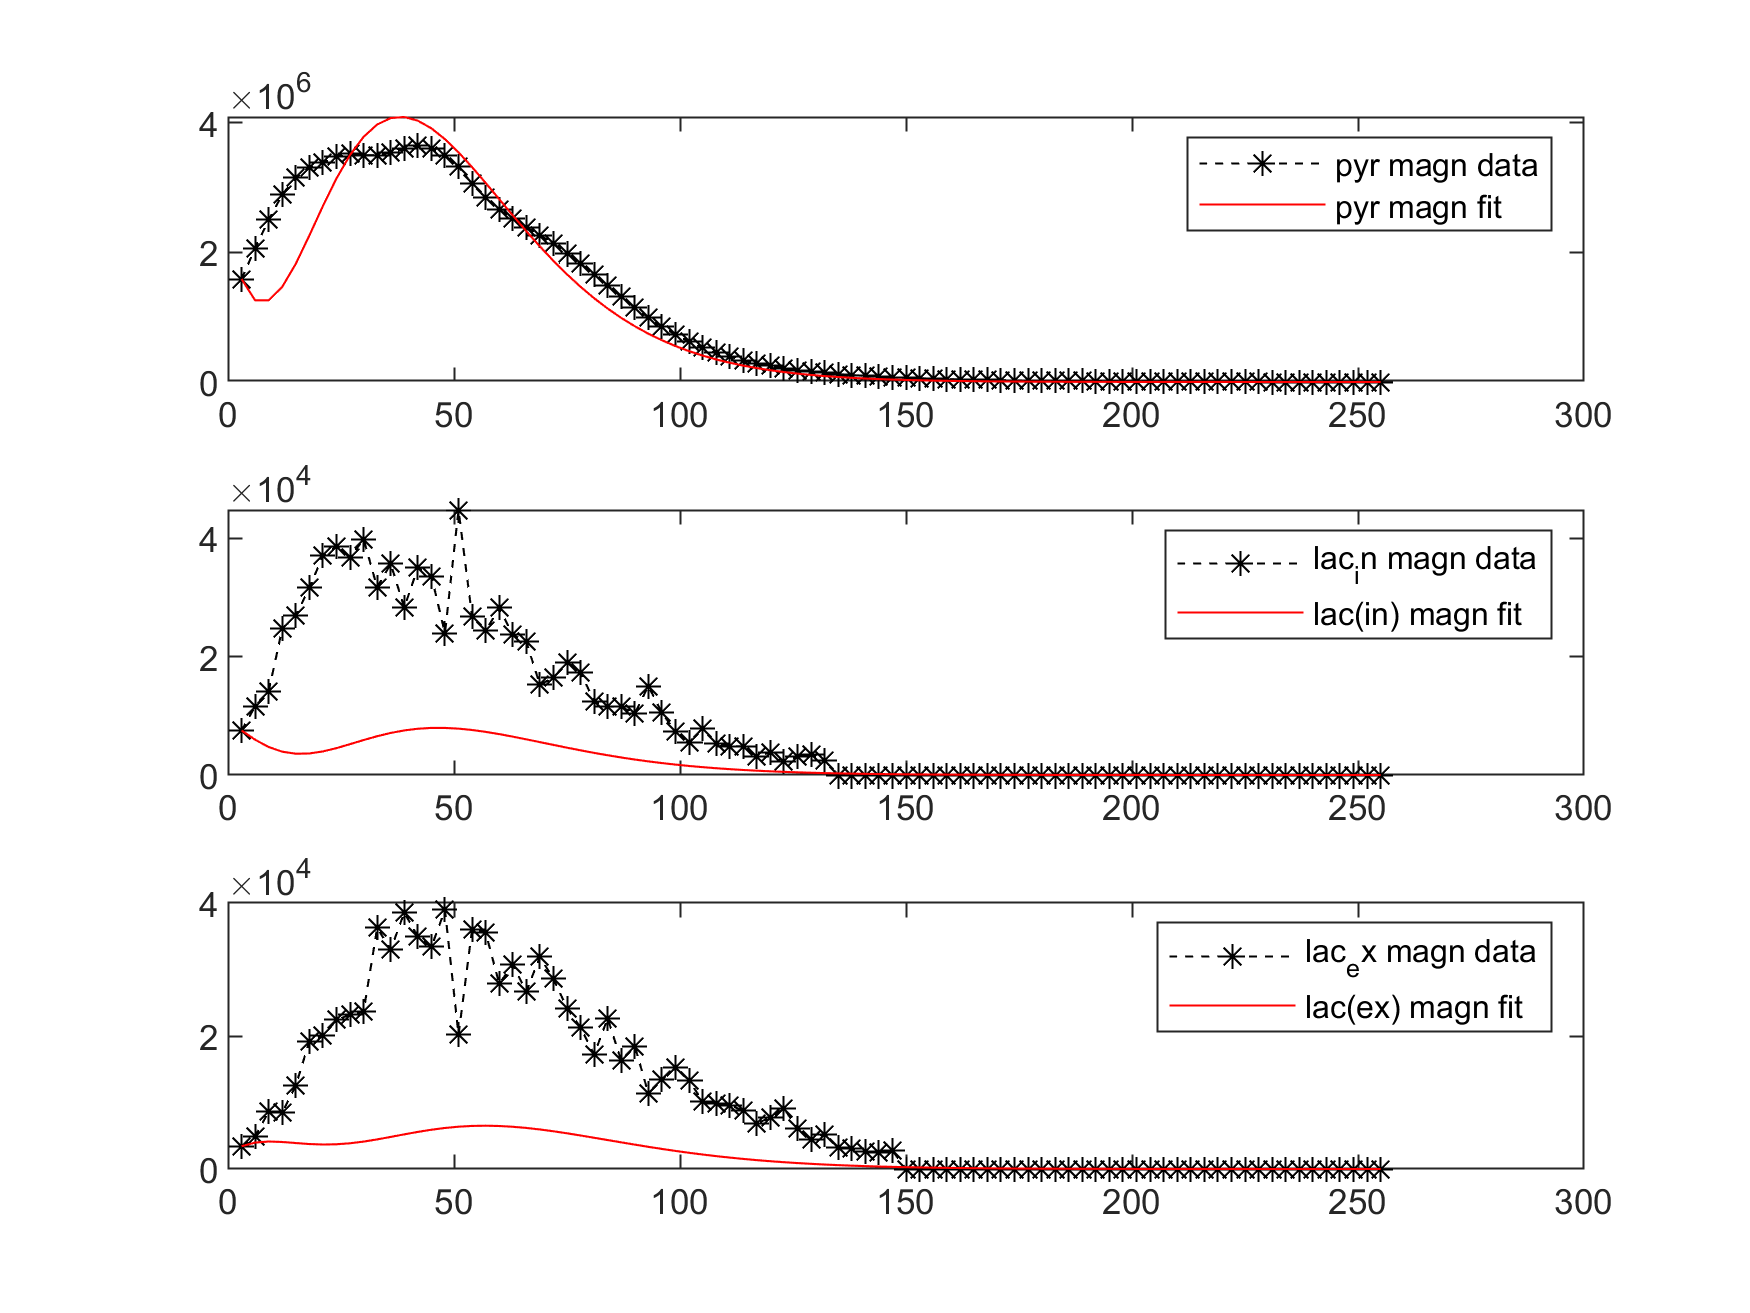 ×10^6
4
2
0
pyr magn data
pyr magn fit
0 50 100 150 200 250 300
×10^4
4
2
0
lac_in magn data
lac(in) magn fit
0 50 100 150 200 250 300
×10^4
4
2
0
lac_ex magn data
lac(ex) magn fit
0 50 100 150 200 250 300